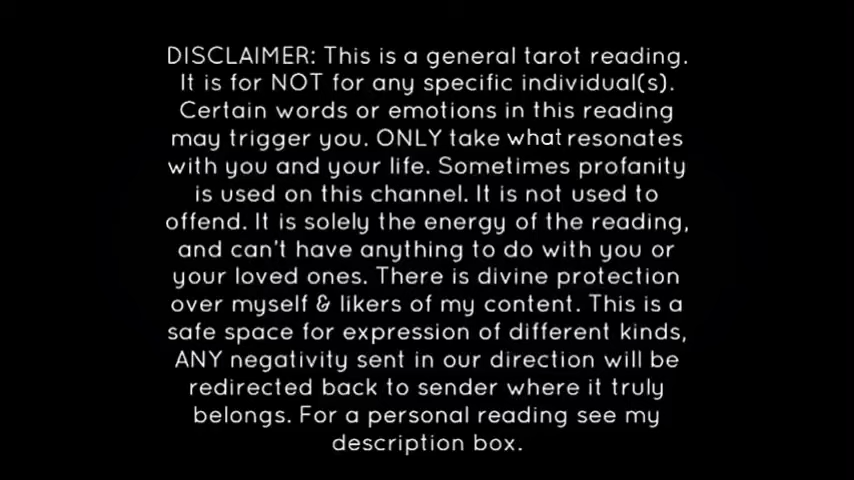 DISCLAIMER: This is a general tarot reading.
It is for NOT for any specific individual(s).
Certain words or emotions in this reading
may trigger you. ONLY take what resonates
with you and your life. Sometimes profanity
is used on this channel. It is not used to
offend. It is solely the energy of the reading,
and can't have anything to do with you or
your loved ones. There is divine protection
over myself & likers of my content. This is a
safe space for expression of different kinds,
ANY negativity sent in our direction will be
redirected back to sender where it truly
belongs. For a personal reading see my
description box.